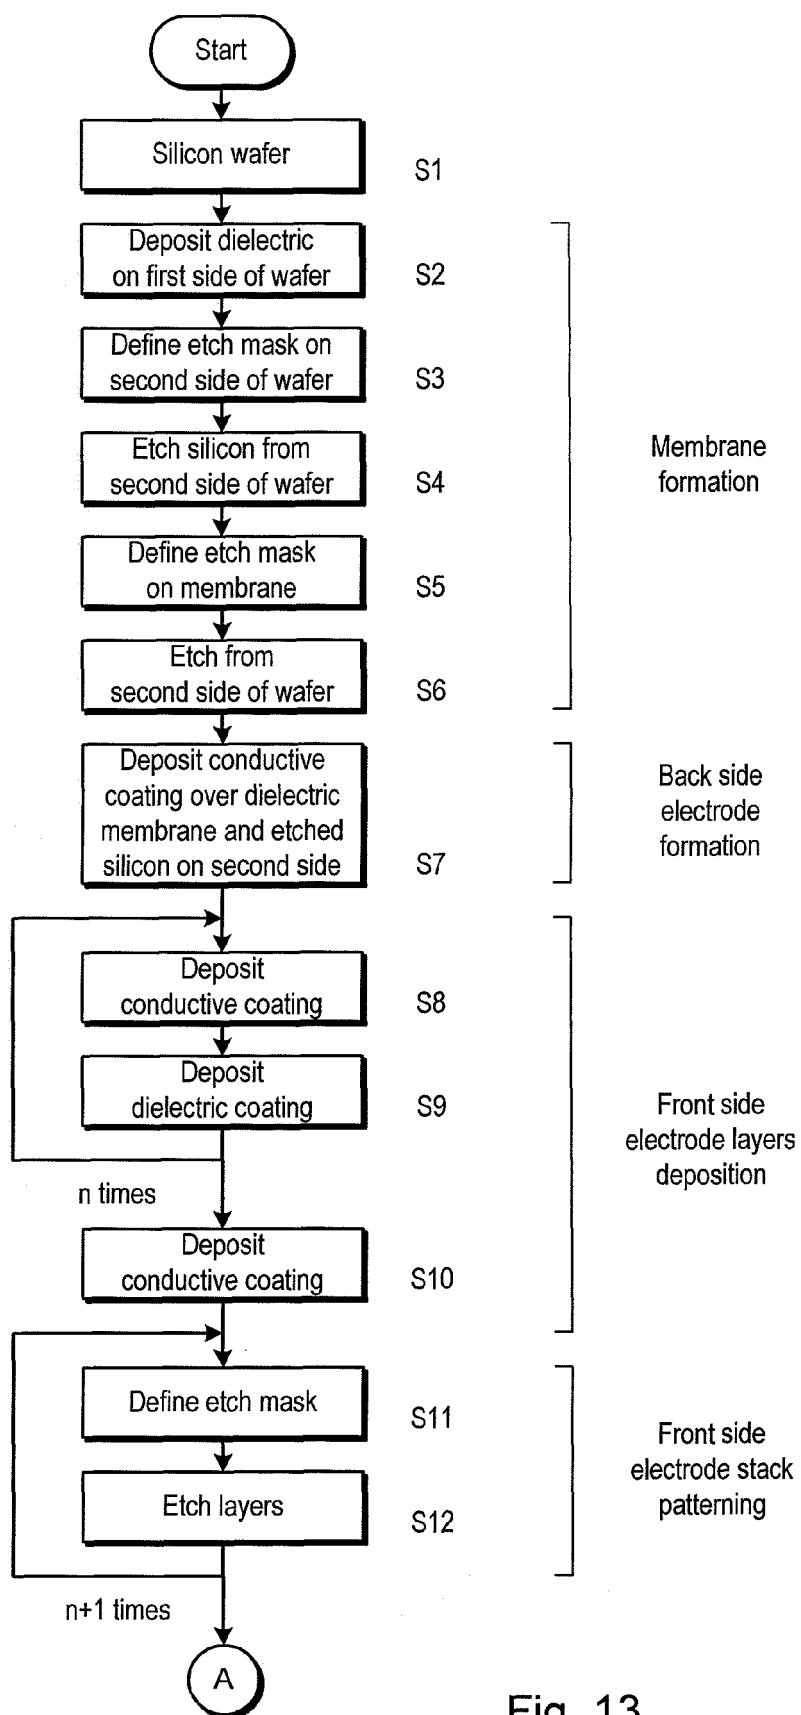 Start
Silicon wafer
S1
Deposit dielectric
on first side of wafer
S2
Define etch mask on
second side of wafer
S3
Etch silicon from
second side of wafer
S4
Define etch mask
on membrane
S5
Etch from
second side of wafer
S6
Membrane
formation
Deposit conductive
coating over dielectric
membrane and etched
silicon on second side
S7
Back side
electrode
formation
Deposit
conductive coating
S8
Deposit
dielectric coating
S9
n times
Deposit
conductive coating
S10
Front side
electrode layers
deposition
Define etch mask
S11
Etch layers
S12
n+1 times
Front side
electrode stack
patterning
A
Fig. 13